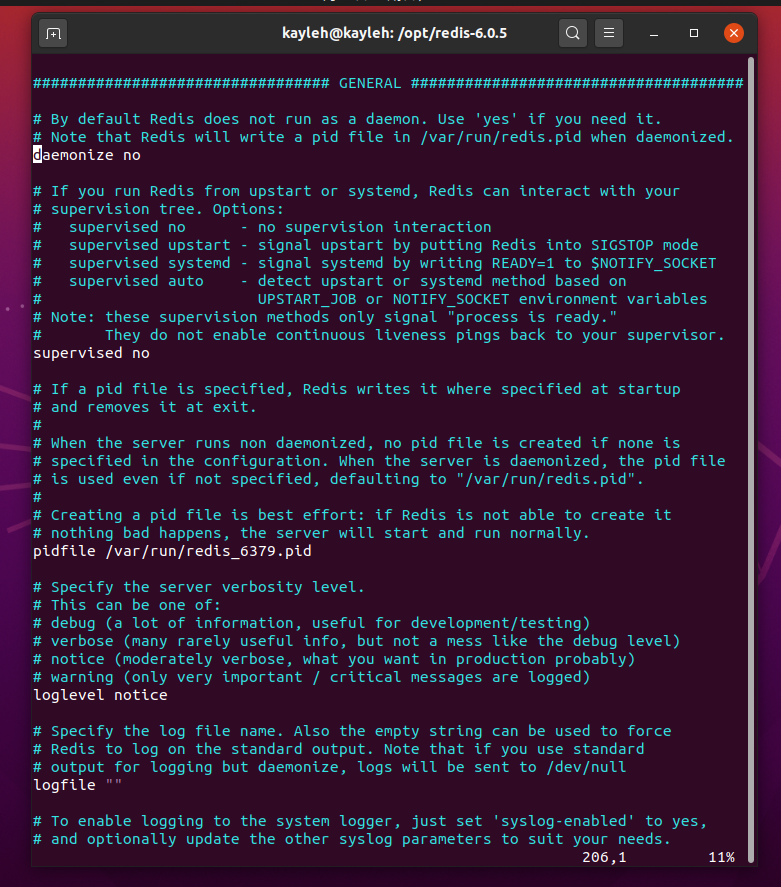 kayleh@kayleh: /opt/redis-6.0.5
################################# GENERAL #####################################
# By default Redis does not run as a daemon. Use 'yes' if you need it.
# Note that Redis will write a pid file in /var/run/redis.pid when daemonized.
daemonize no
# If you run Redis from upstart or systemd, Redis can interact with your
# supervision tree. Options:
#   supervised no      - no supervision interaction
#   supervised upstart - signal upstart by putting Redis into SIGSTOP mode
#   supervised systemd - signal systemd by writing READY=1 to $NOTIFY_SOCKET
#   supervised auto    - detect upstart or systemd method based on
#                        UPSTART_JOB or NOTIFY_SOCKET environment variables
# Note: these supervision methods only signal "process is ready."
#       They do not enable continuous liveness pings back to your supervisor.
supervised no
# If a pid file is specified, Redis writes it where specified at startup
# and removes it at exit.
#
# When the server runs non daemonized, no pid file is created if none is
# specified in the configuration. When the server is daemonized, the pid file
# is used even if not specified, defaulting to "/var/run/redis.pid".
#
# Creating a pid file is best effort: if Redis is not able to create it
# nothing bad happens, the server will start and run normally.
pidfile /var/run/redis_6379.pid
# Specify the server verbosity level.
# This can be one of:
# debug (a lot of information, useful for development/testing)
# verbose (many rarely useful info, but not a mess like the debug level)
# notice (moderately verbose, what you want in production probably)
# warning (only very important / critical messages are logged)
loglevel notice
# Specify the log file name. Also the empty string can be used to force
# Redis to log on the standard output. Note that if you use standard
# output for logging but daemonize, logs will be sent to /dev/null
logfile ""
# To enable logging to the system logger, just set 'syslog-enabled' to yes,
# and optionally update the other syslog parameters to suit your needs.
206,1         11%